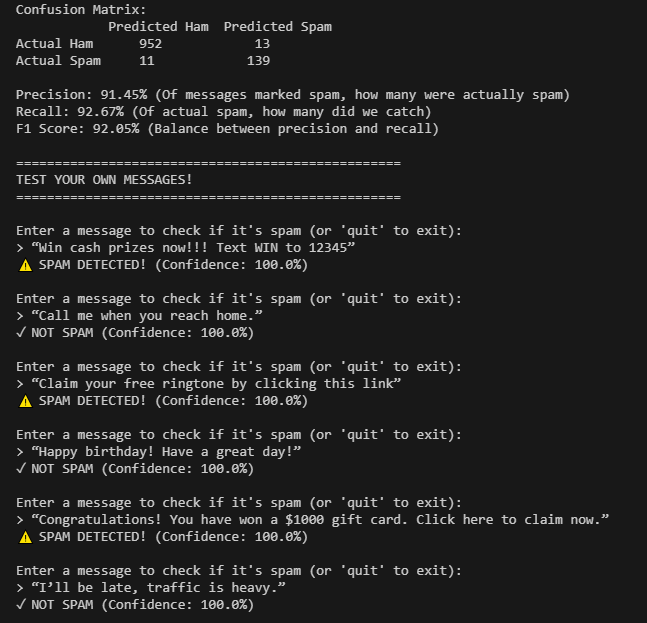 Confusion Matrix:
Predicted Ham Predicted Spam
Actual Ham 952 13
Actual Spam 11 139
Precision: 91.45% (Of messages marked spam, how many were actually spam)
Recall: 92.67% (Of actual spam, how many did we catch)
F1 Score: 92.05% (Balance between precision and recall)
==================================================
TEST YOUR OWN MESSAGES!
==================================================
Enter a message to check if it's spam (or 'quit' to exit):
> “Win cash prizes now!!! Text WIN to 12345”
⚠ SPAM DETECTED! (Confidence: 100.0%)
Enter a message to check if it's spam (or 'quit' to exit):
> “Call me when you reach home.”
✓ NOT SPAM (Confidence: 100.0%)
Enter a message to check if it's spam (or 'quit' to exit):
> “Claim your free ringtone by clicking this link”
⚠ SPAM DETECTED! (Confidence: 100.0%)
Enter a message to check if it's spam (or 'quit' to exit):
> “Happy birthday! Have a great day!”
✓ NOT SPAM (Confidence: 100.0%)
Enter a message to check if it's spam (or 'quit' to exit):
> “Congratulations! You have won a $1000 gift card. Click here to claim now.”
⚠ SPAM DETECTED! (Confidence: 100.0%)
Enter a message to check if it's spam (or 'quit' to exit):
> “I’ll be late, traffic is heavy.”
✓ NOT SPAM (Confidence: 100.0%)